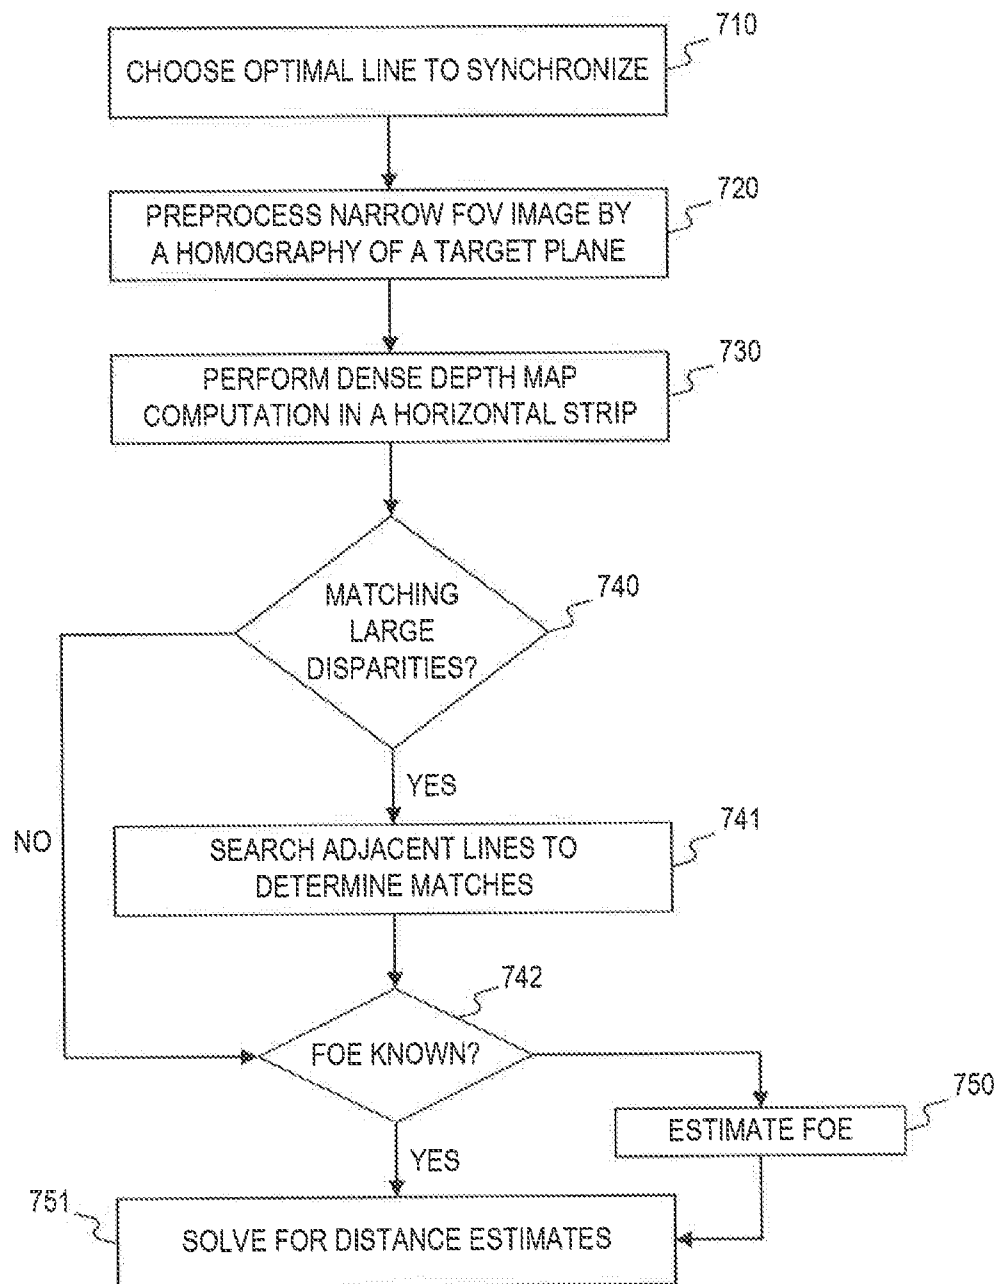 710
CHOOSE OPTIMAL LINE TO SYNCHRONIZE
720
PREPROCESS NARROW FOV IMAGE BY
A HOMOGRAPHY OF A TARGET PLANE
730
PERFORM DENSE DEPTH MAP
COMPUTATION IN A HORIZONTAL STRIP
740
MATCHING
LARGE
DISPARITIES?
YES
NO
741
SEARCH ADJACENT LINES TO
DETERMINE MATCHES
742
FOE KNOWN?
750
ESTIMATE FOE
YES
751
SOLVE FOR DISTANCE ESTIMATES